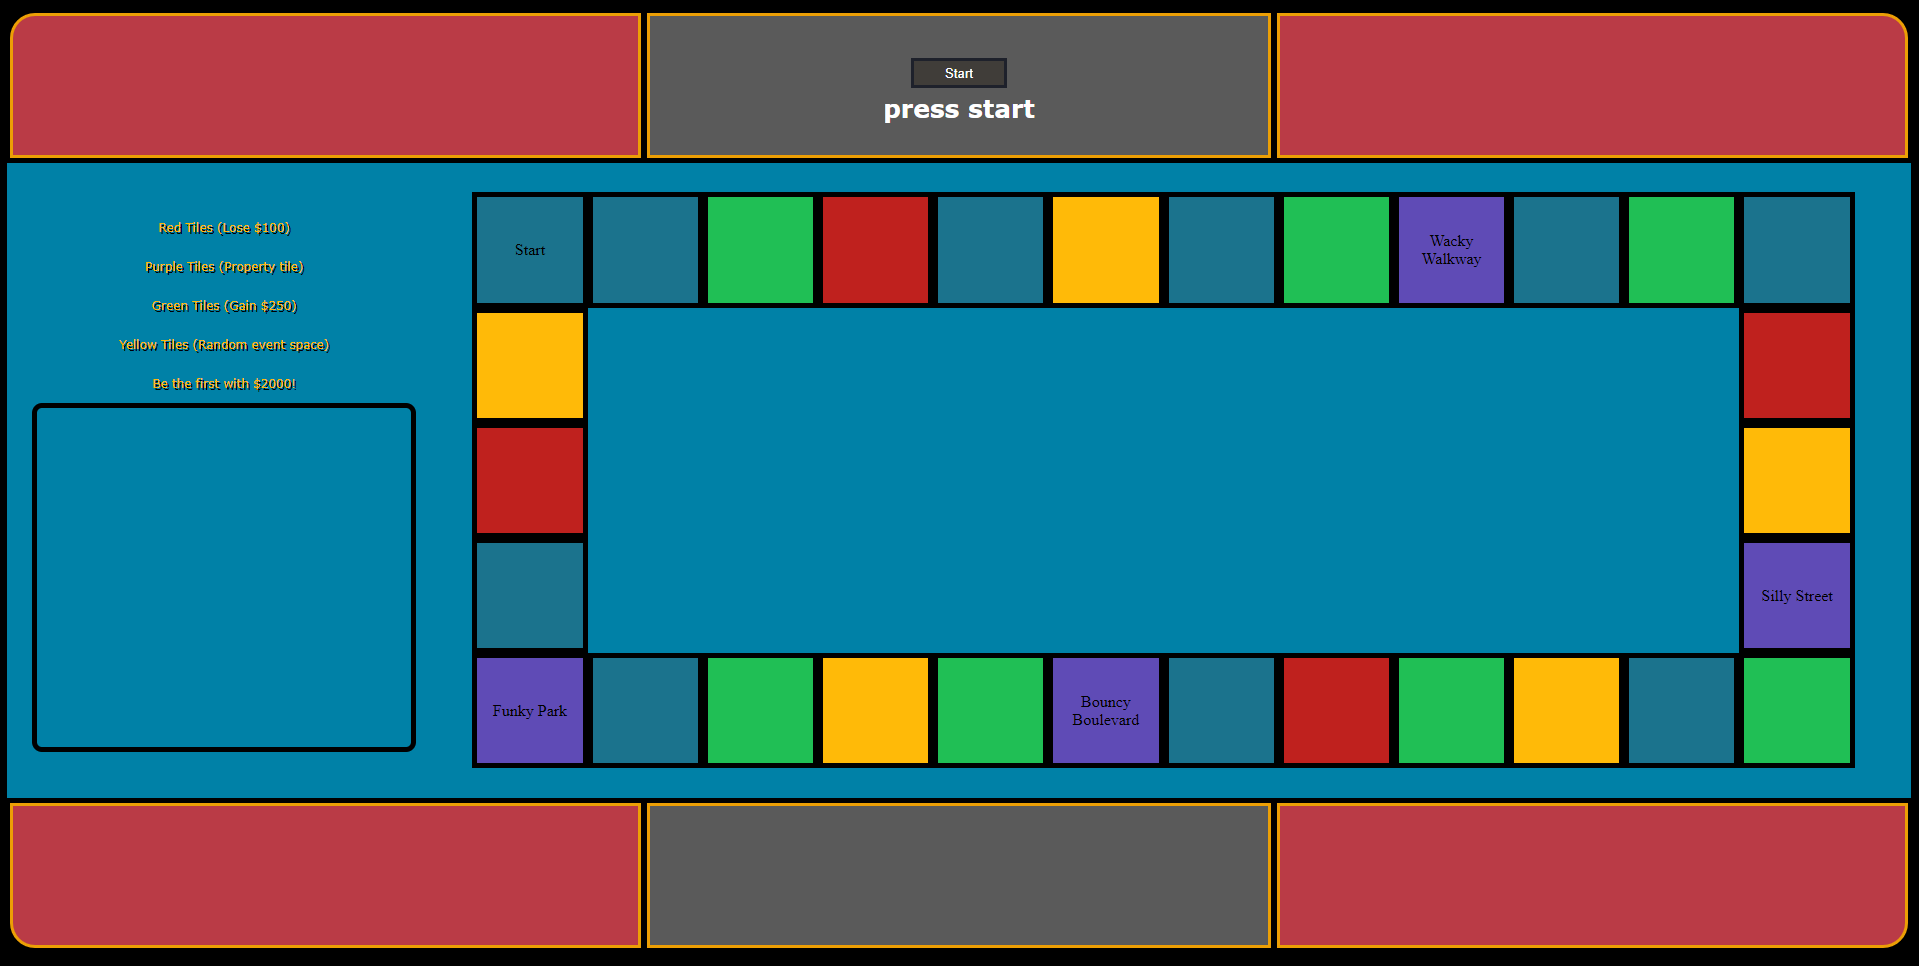 Start
press start
Red Tiles (Lose $100)
Purple Tiles (Property tile)
Green Tiles (Gain $250)
Yellow Tiles (Random event space)
Be the first with $2000!
Start
Wacky
Walkway
Silly Street
Funky Park
Bouncy
Boulevard